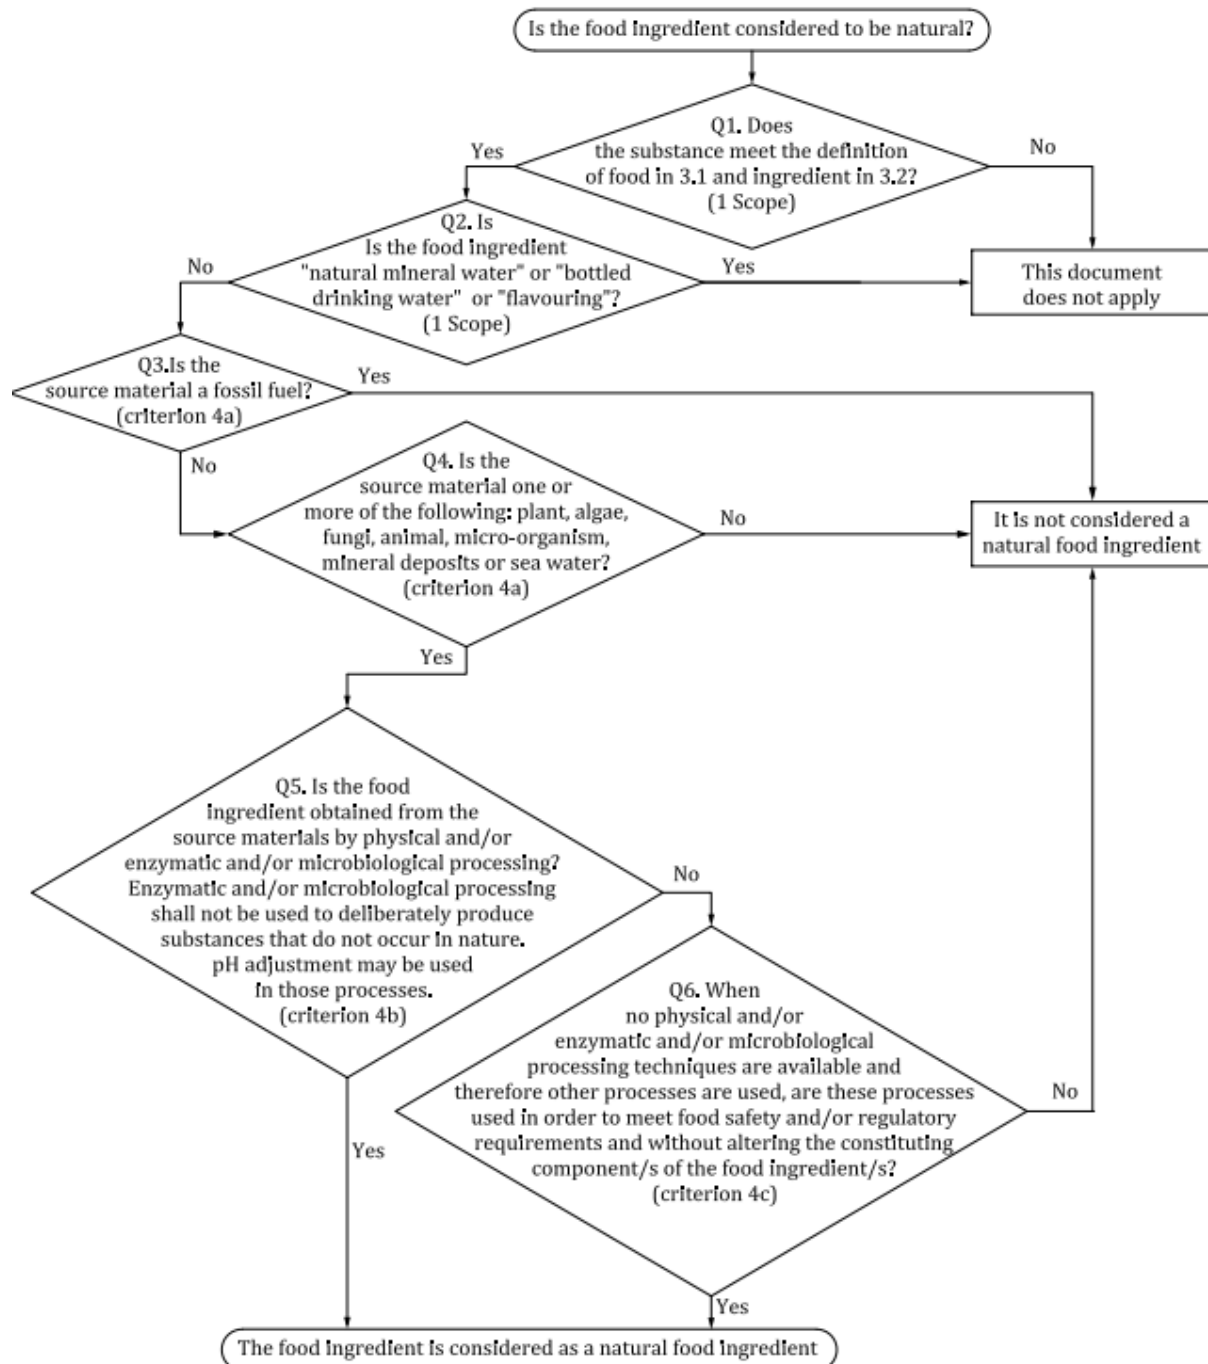 Is the food ingredient considered to be natural?
Q1. Does
the substance meet the definition
of food in 3.1 and ingredient in 3.2?
(1 Scope)
Yes
No
Q2. Is
Is the food ingredient
"natural mineral water" or "bottled
drinking water" or "flavouring"?
(1 Scope)
No
Yes
This document
does not apply
Q3.Is the
source material a fossil fuel?
(criterion 4a)
Yes
No
Q4. Is the
source material one or
more of the following: plant, algae,
fungi, animal, micro-organism,
mineral deposits or sea water?
(criterion 4a)
No
It is not considered a
natural food ingredient
Yes
Q5. Is the food
ingredient obtained from the
source materials by physical and/or
enzymatic and/or microbiological processing?
Enzymatic and/or microbiological processing
shall not be used to deliberately produce
substances that do not occur in nature.
pH adjustment may be used
in those processes.
(criterion 4b)
No
Yes
Q6. When
no physical and/or
enzymatic and/or microbiological
processing techniques are available and
therefore other processes are used, are these processes
used in order to meet food safety and/or regulatory
requirements and without altering the constituting
component/s of the food ingredient/s?
(criterion 4c)
No
Yes
The food ingredient is considered as a natural food ingredient